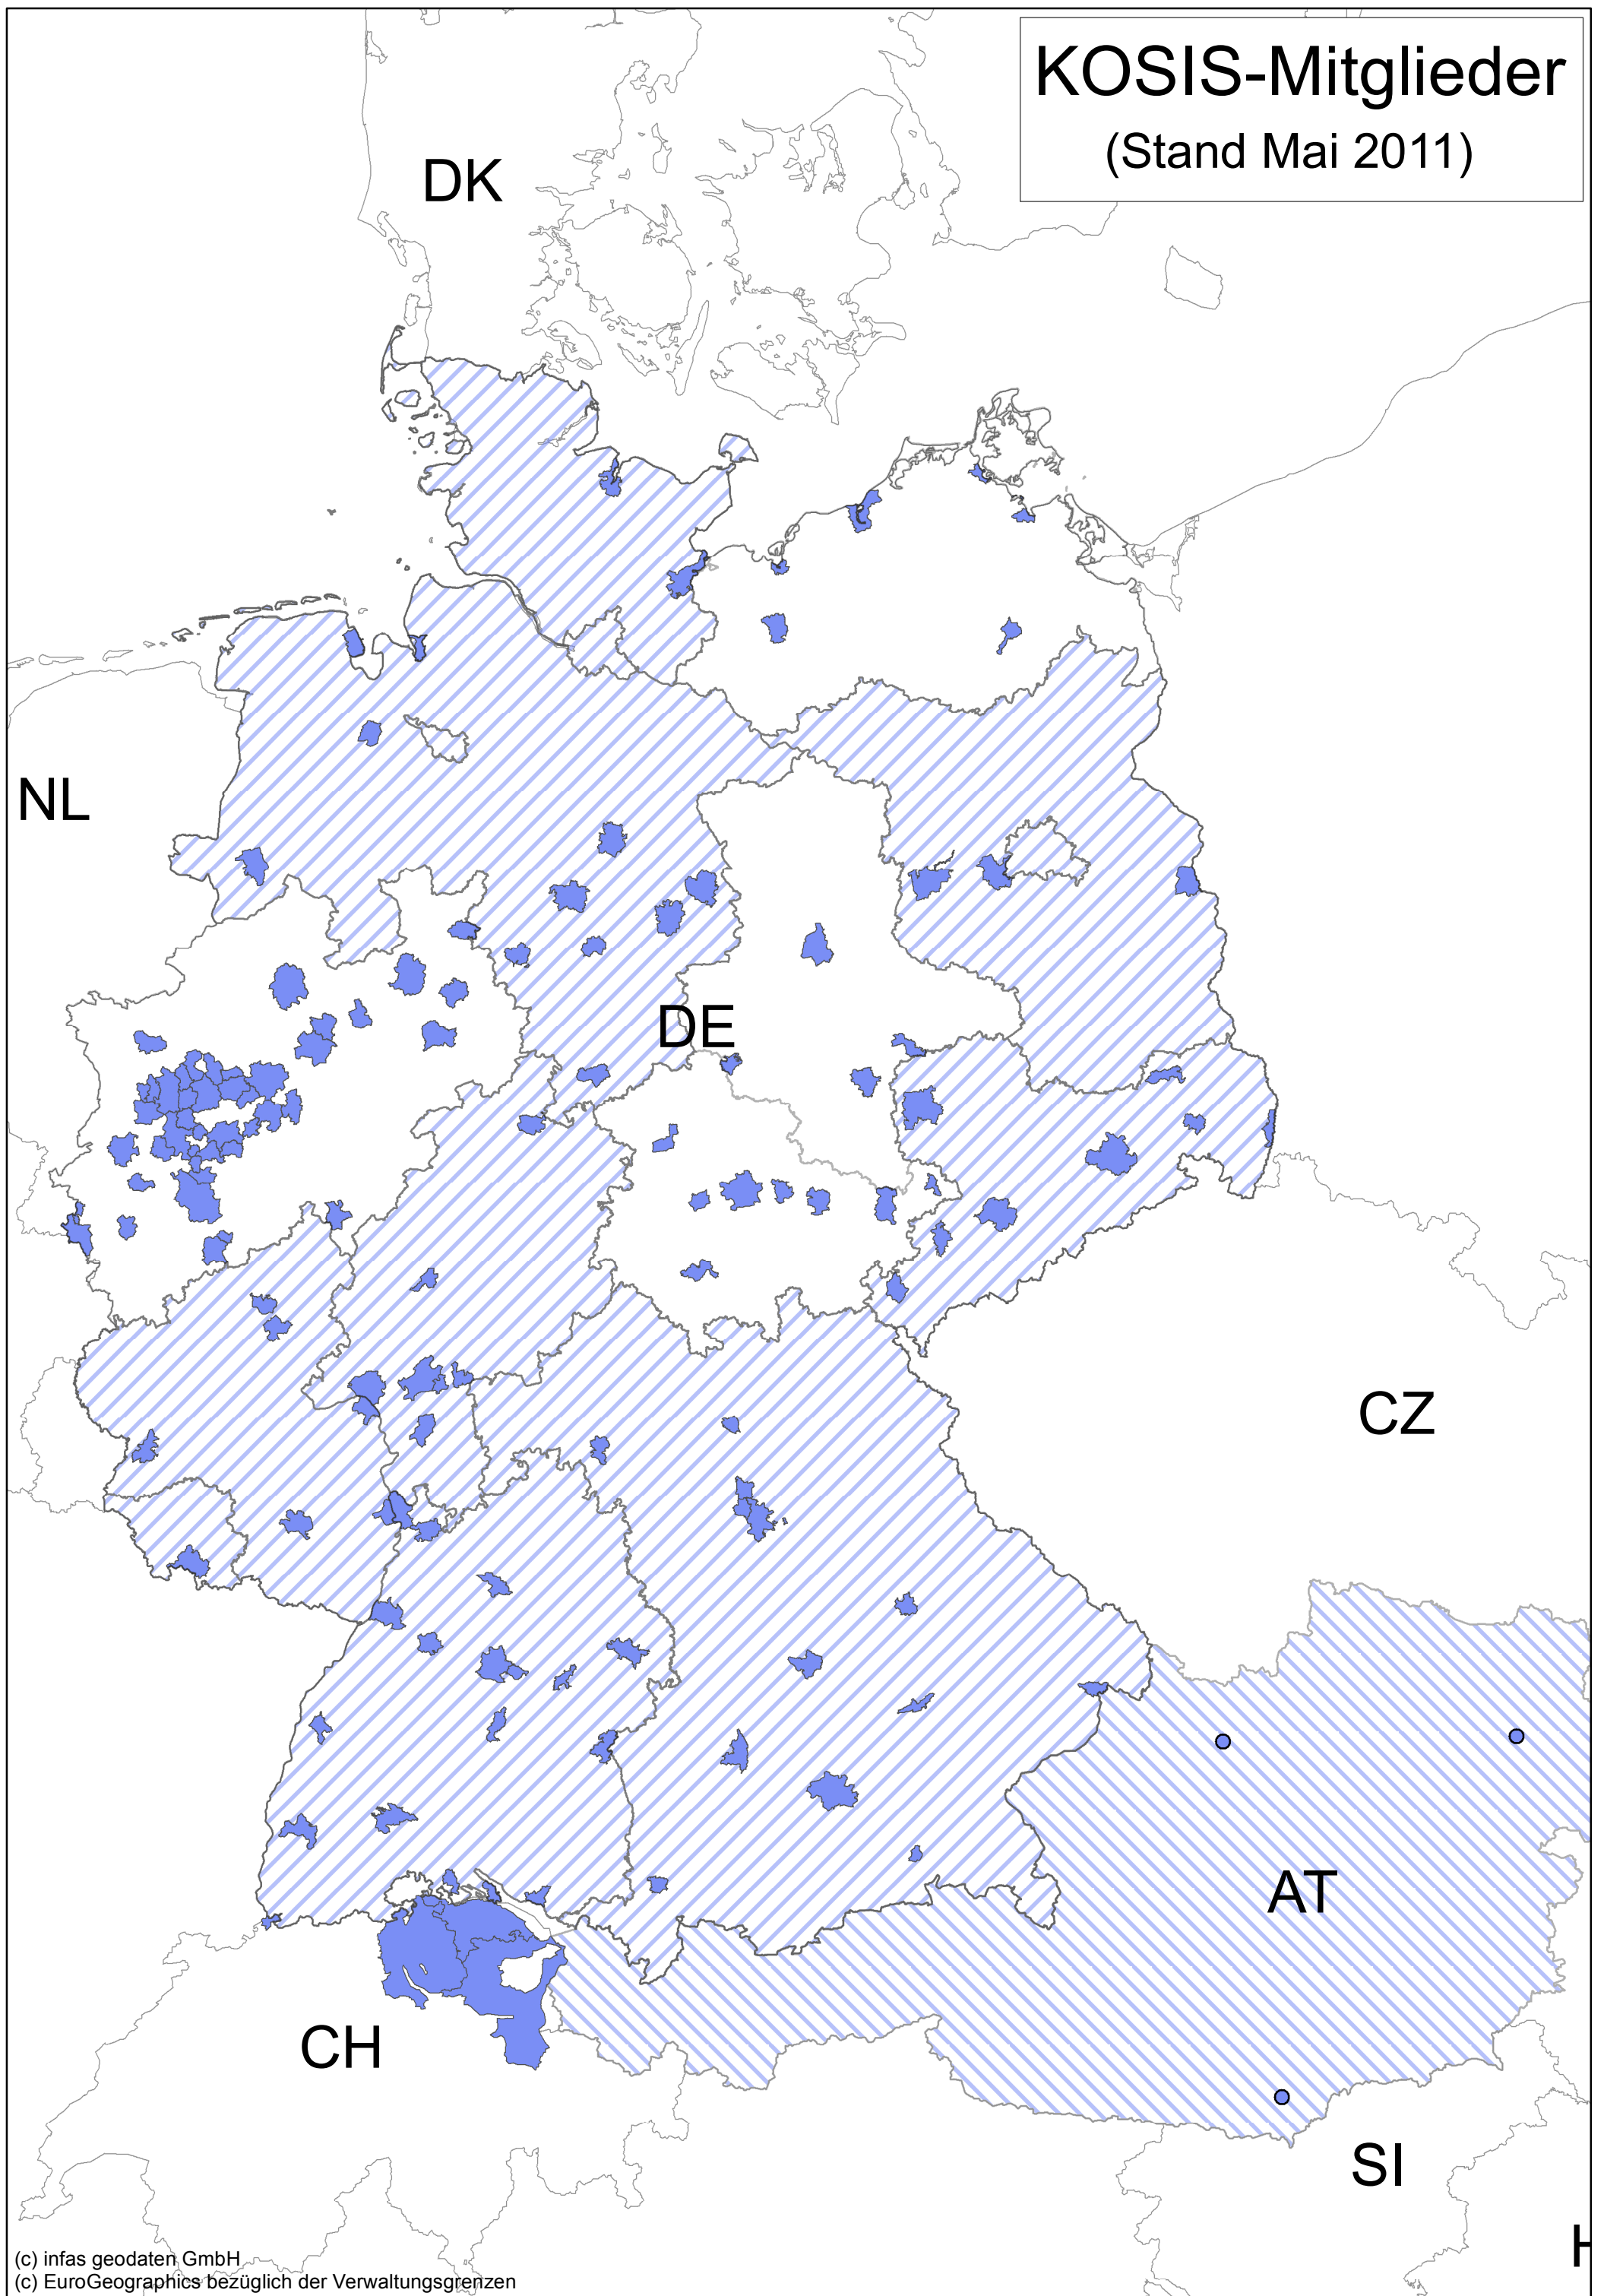 KOSIS-Mitglieder
(Stand Mai 2011)
DK
NL
DE
CZ
AT
CH
SI
H
(c) infas geodaten GmbH
(c) EuroGeographics bezüglich der Verwaltungsgrenzen